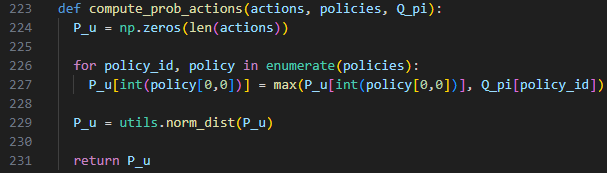 223 def compute_prob_actions(actions, policies, Q_pi):
224     P_u = np.zeros(len(actions))
225
226     for policy_id, policy in enumerate(policies):
227         P_u[int(policy[0,0])] = max(P_u[int(policy[0,0])], Q_pi[policy_id])
228
229     P_u = utils.norm_dist(P_u)
230
231     return P_u